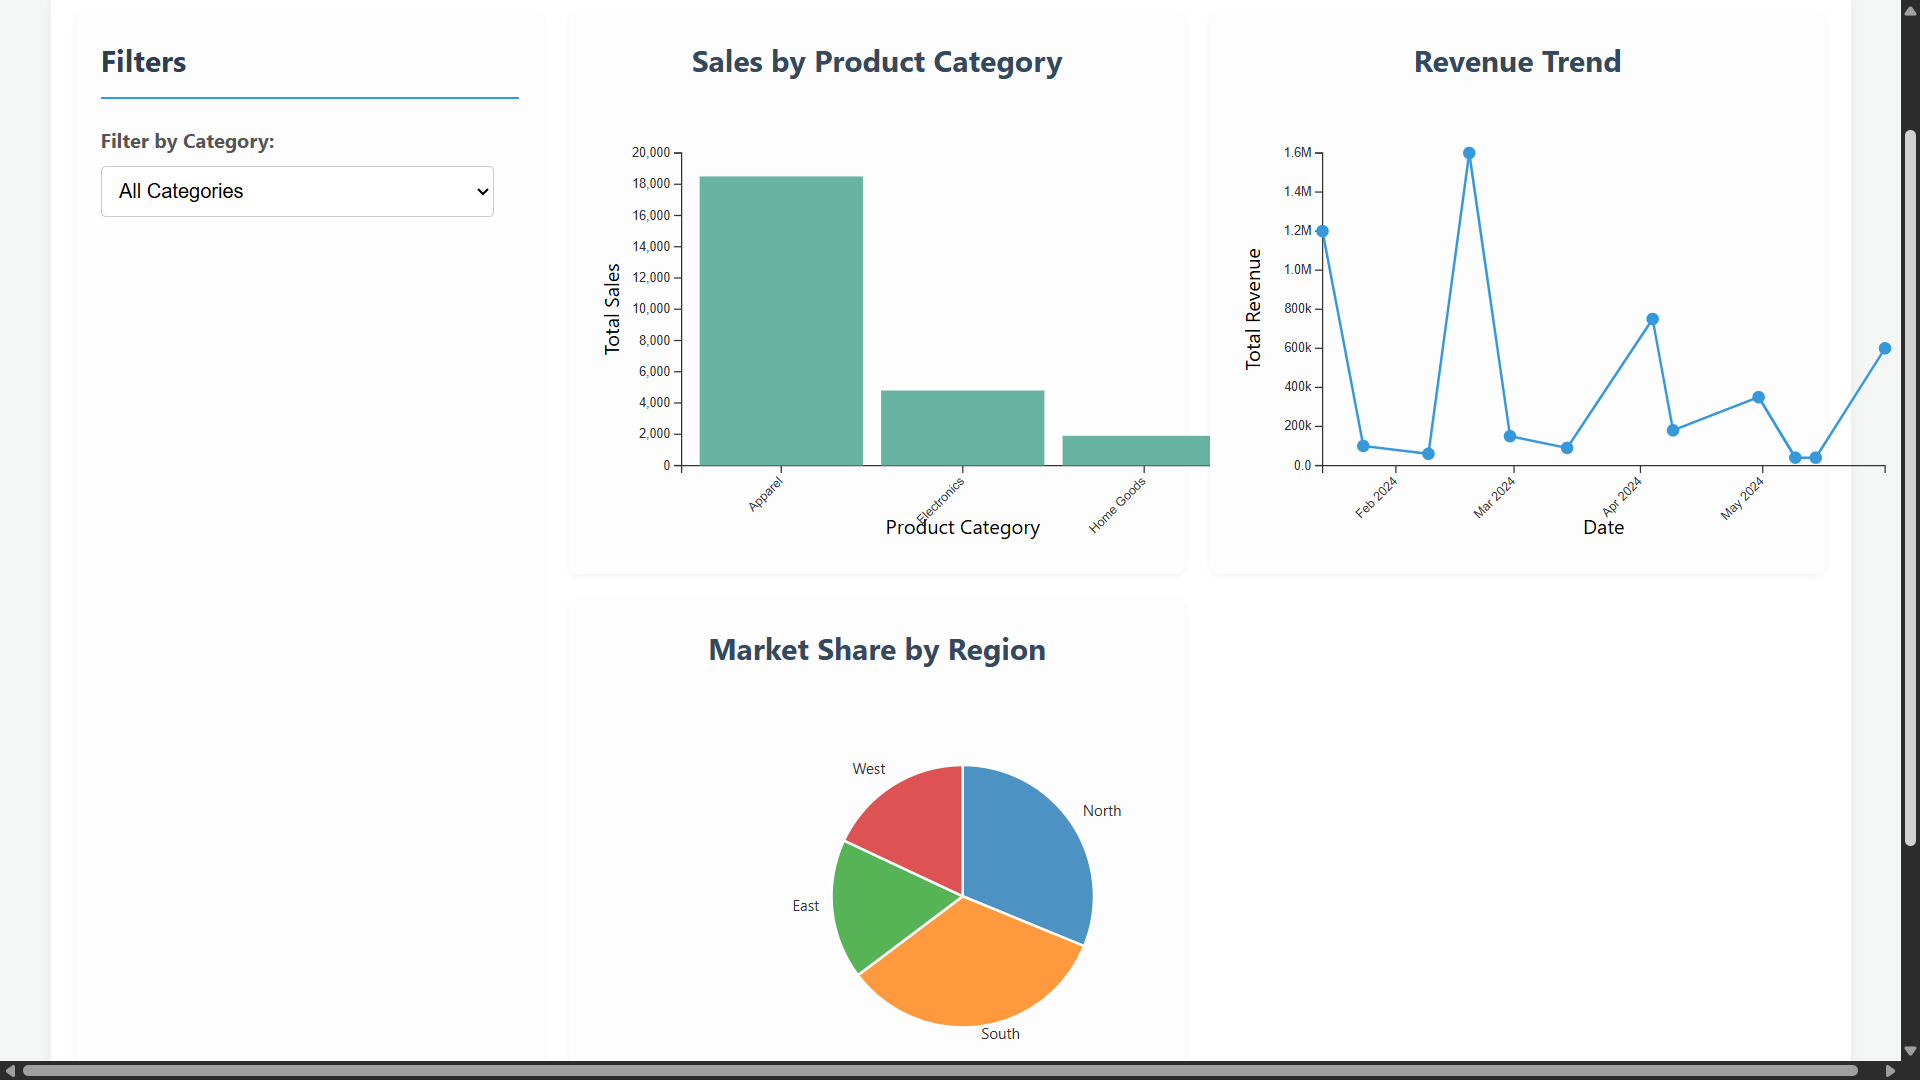 Filters
Filter by Category:
All Categories
Sales by Product Category
Total Sales
20,000
18,000
16,000
14,000
12,000
10,000
8,000
6,000
4,000
2,000
0
Apparel
Electronics
Home Goods
Product Category
Revenue Trend
Total Revenue
1.6M
1.4M
1.2M
1.0M
800k
600k
400k
200k
0.0
Feb 2024
Mar 2024
Apr 2024
May 2024
Date
Market Share by Region
West
North
East
South